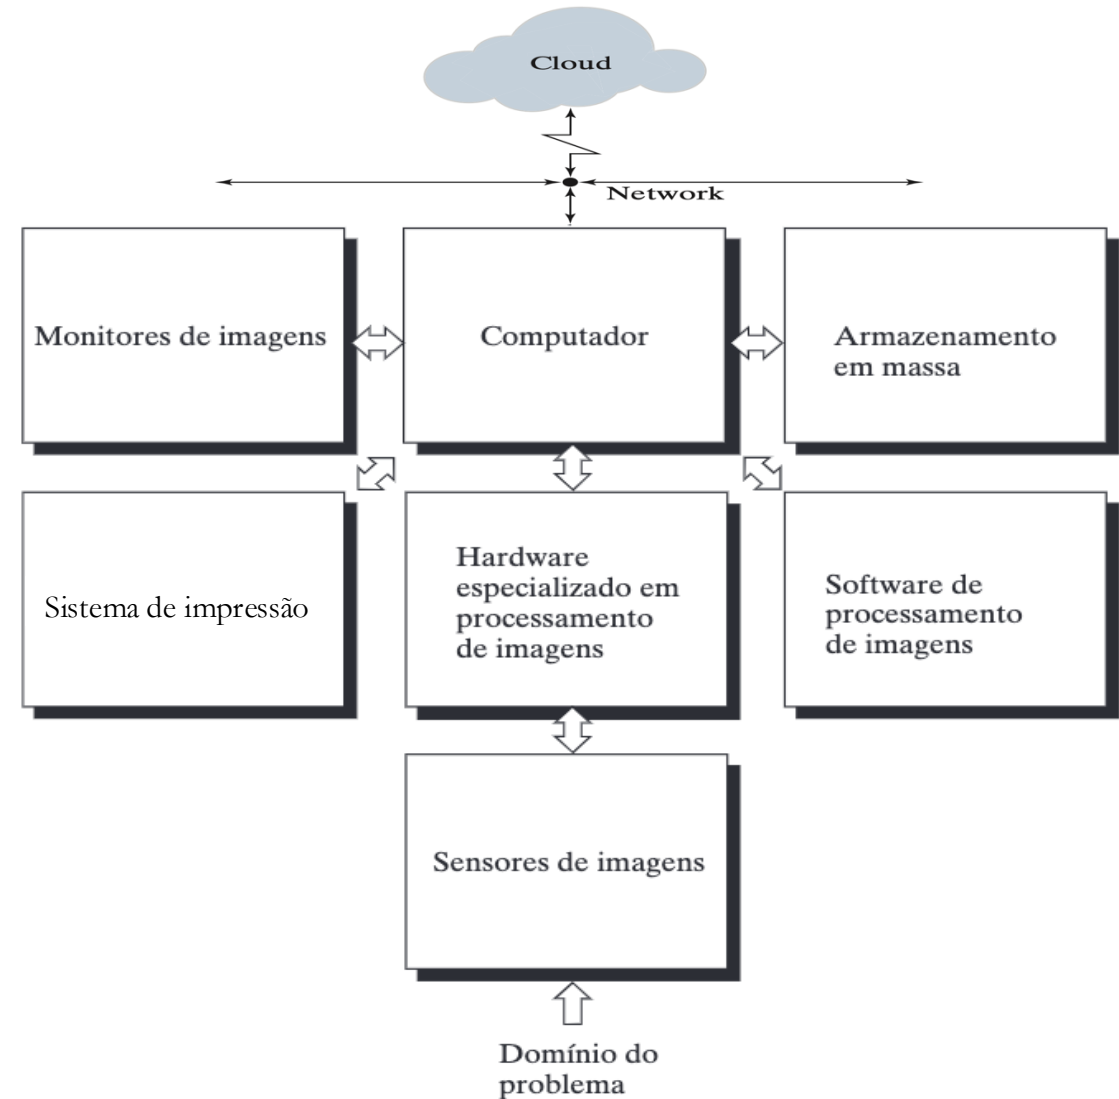 Cloud
Network
Monitores de imagens
Computador
Armazenamento
em massa
Sistema de impressão
Hardware
especializado em
processamento
de imagens
Software de
processamento
de imagens
Sensores de imagens
Domínio do
problema